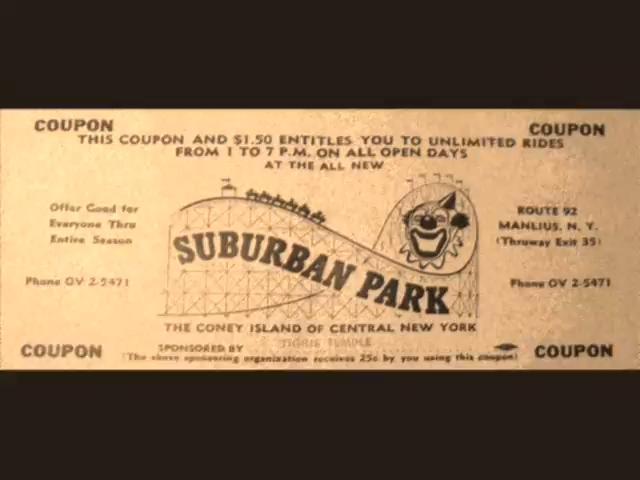 COUPON
COUPON
THIS COUPON AND $1.50 ENTITLES YOU TO UNLIMITED RIDES
FROM 1 TO 7 P.M. ON ALL OPEN DAYS
AT THE ALL NEW
Offer Good for
Everyone Thru
Entire Season
Phone OV 2-5471
SUBURBAN PARK
ROUTE 92
MANLIUS, N. Y.
(Thruway Exit 35)
Phone OV 2-5471
THE CONEY ISLAND OF CENTRAL NEW YORK
COUPON
SPONSORED BY TIGRIS TEMPLE
(The above sponsoring organization receives 25c by you using this coupon)
COUPON